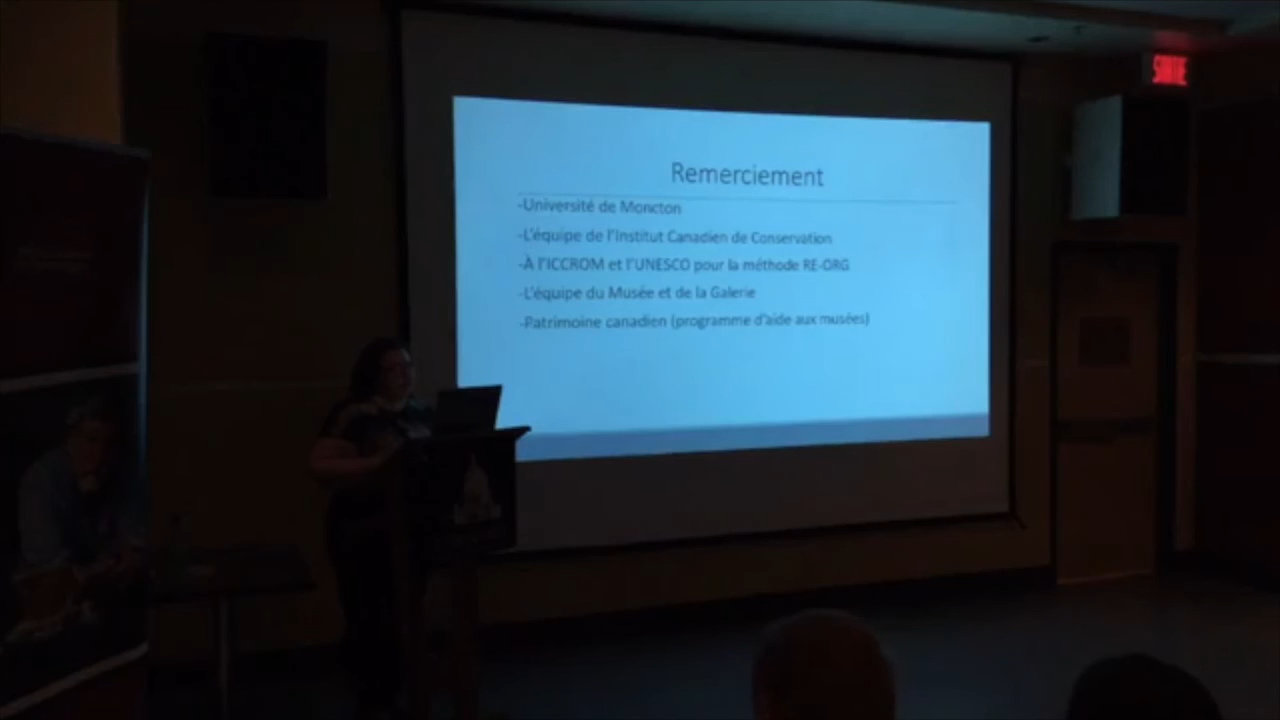 SORTIE
Remerciement
-Université de Moncton
-L'équipe de l'Institut Canadien de Conservation
-À l'ICCROM et l'UNESCO pour la méthode RE-ORG
-L'équipe du Musée et de la Galerie
-Patrimoine canadien (programme d'aide aux musées)